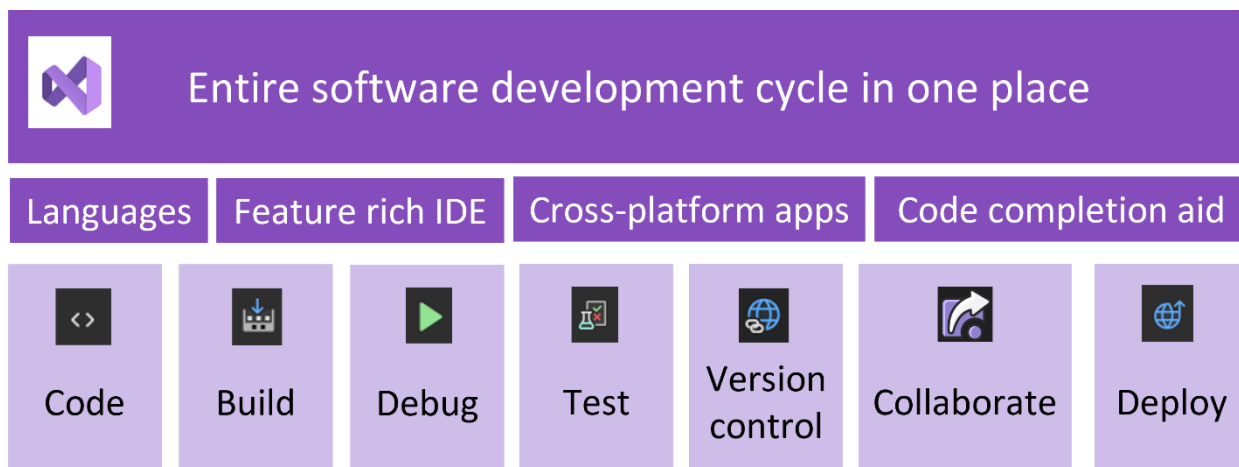 Entire software development cycle in one place
Languages
Feature rich IDE
Cross-platform apps
Code completion aid
Code
Build
Debug
Test
Version
control
Collaborate
Deploy